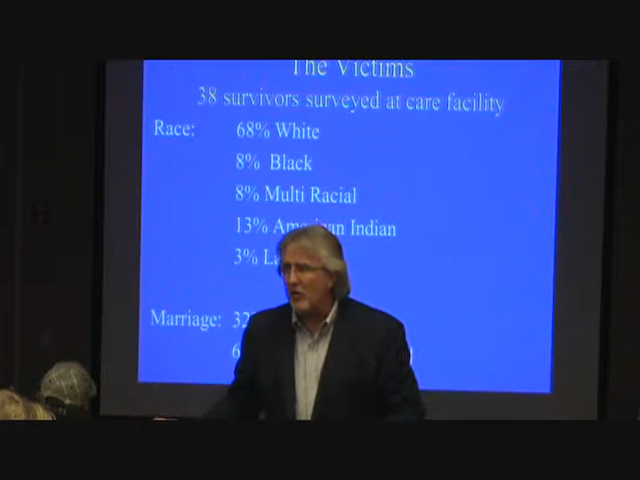 The Victims
38 survivors surveyed at care facility
Race: 68% White
8% Black
8% Multi Racial
13% American Indian
3%
Marriage: